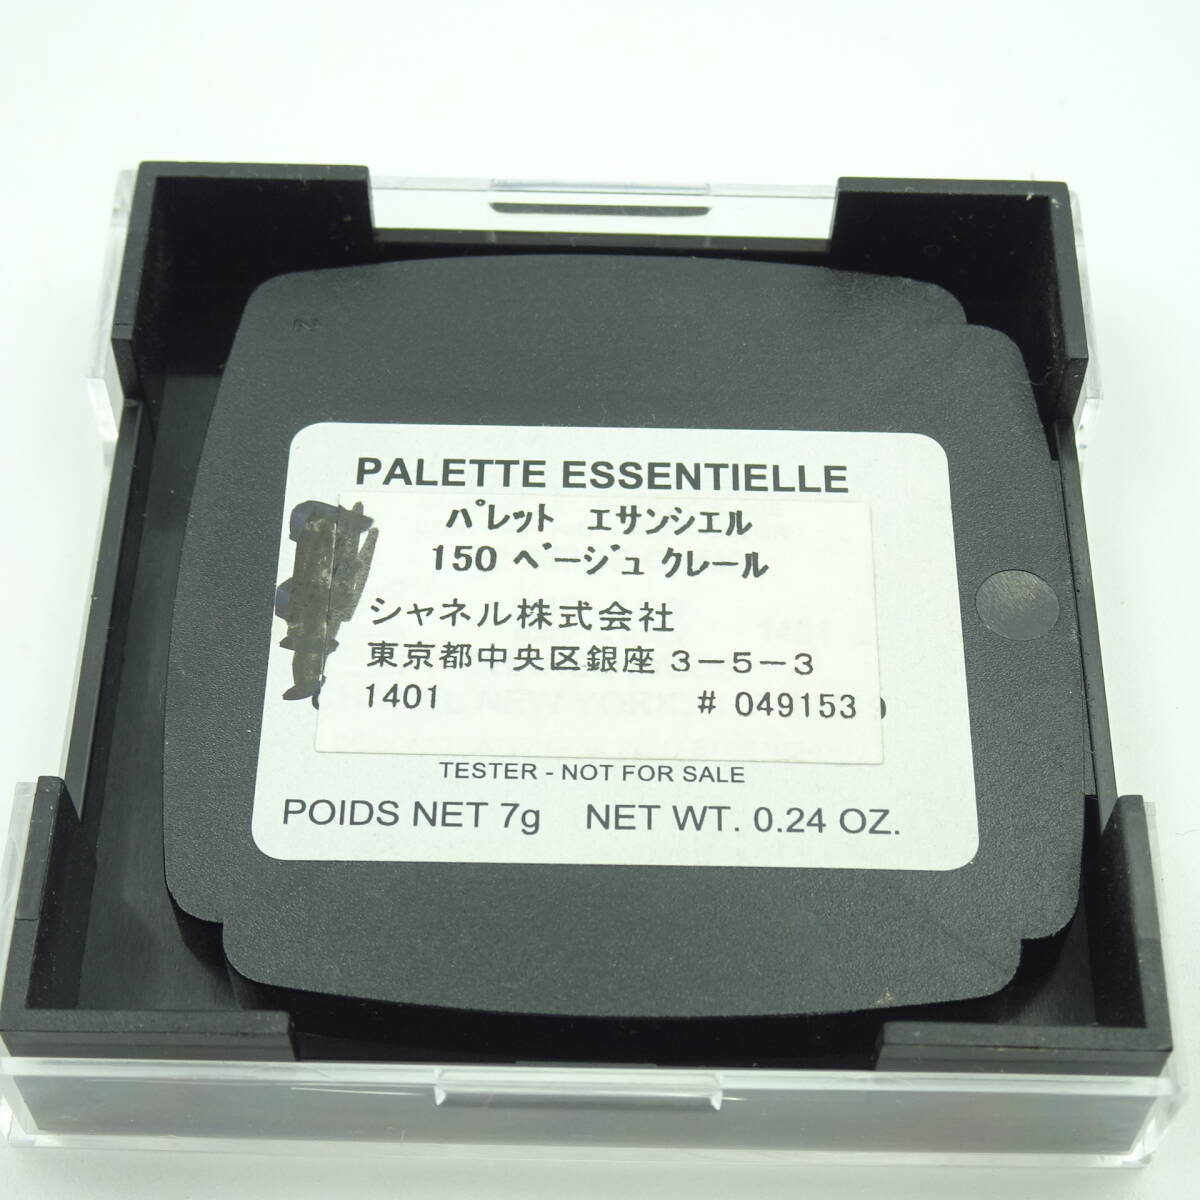 PALETTE ESSENTIELLE
パレット エサンシエル
150 ベージュ クレール
シャネル株式会社
東京都中央区銀座3-5-3
1401 # 049153
TESTER - NOT FOR SALE
POIDS NET 7g NET WT. 0.24 OZ.